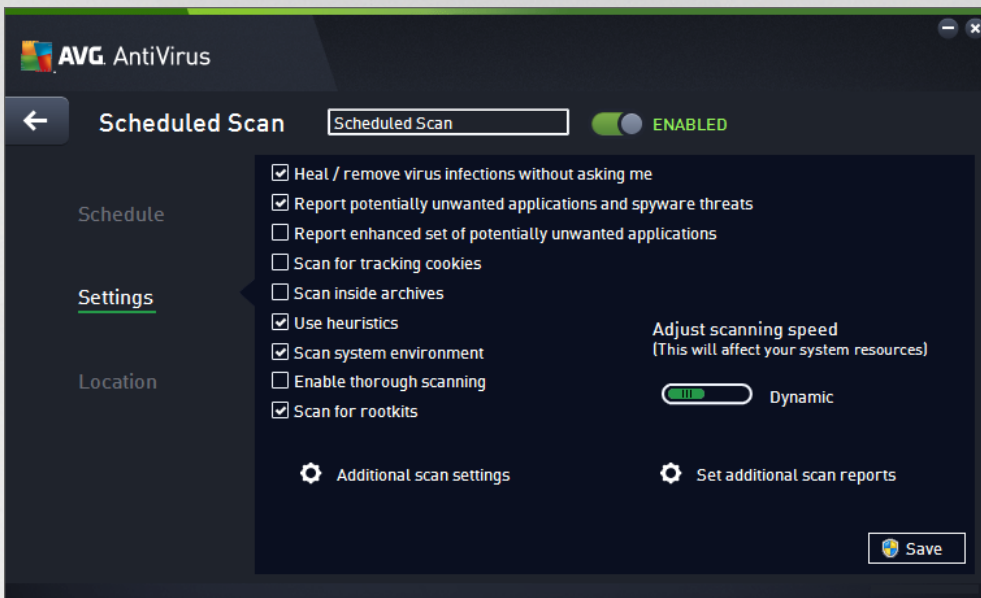 AVG. AntiVirus
Scheduled Scan
Scheduled Scan
ENABLED
Schedule
Settings
Location
Heal / remove virus infections without asking me
Report potentially unwanted applications and spyware threats
Report enhanced set of potentially unwanted applications
Scan for tracking cookies
Scan inside archives
Use heuristics
Scan system environment
Enable thorough scanning
Scan for rootkits
Adjust scanning speed
(This will affect your system resources)
Dynamic
Additional scan settings
Set additional scan reports
Save